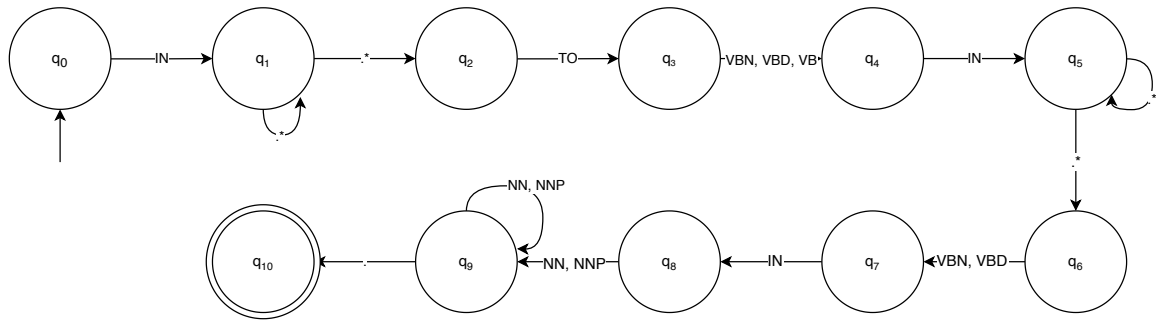 q0 IN q1 .* q2 TO q3 VBN, VBD, VB q4 IN q5
.* .*
.*
NN, NNP
q10 . q9 NN, NNP q8 IN q7 VBN, VBD q6